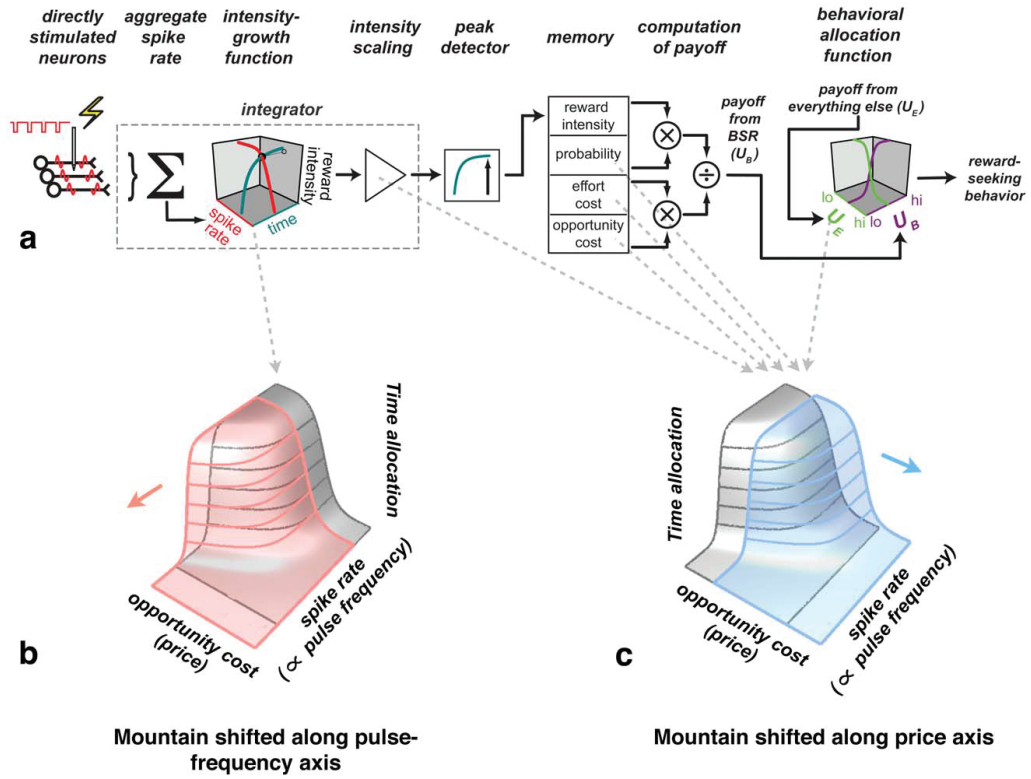 directly
stimulated
neurons
aggregate
spike
rate
intensity-
growth
function
intensity
scaling
peak
detector
memory
computation
of payoff
behavioral
allocation
function
integrator
Σ
reward
intensity
spike
rate
time
reward
intensity
probability
effort
cost
opportunity
cost
×
×
÷
payoff
from
BSR
(U_B)
payoff from
everything else (U_E)
lo
U_E
hi
lo
U_B
hi
reward-
seeking
behavior
a
Time allocation
opportunity cost
(price)
spike rate
(∝ pulse frequency)
b
Mountain shifted along pulse-
frequency axis
Time allocation
opportunity cost
(price)
spike rate
(∝ pulse frequency)
c
Mountain shifted along price axis